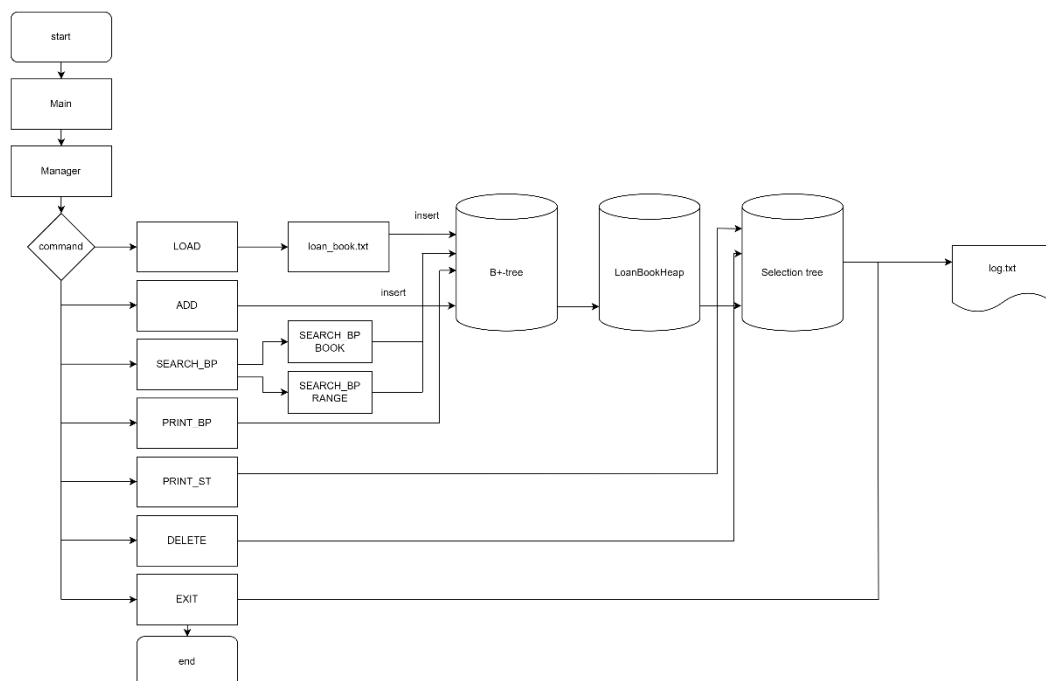 start
Main
Manager
command
LOAD
loan_book.txt
insert
B+-tree
LoanBookHeap
Selection tree
log.txt
ADD
insert
SEARCH_BP
SEARCH_BP
BOOK
SEARCH_BP
RANGE
PRINT_BP
PRINT_ST
DELETE
EXIT
end